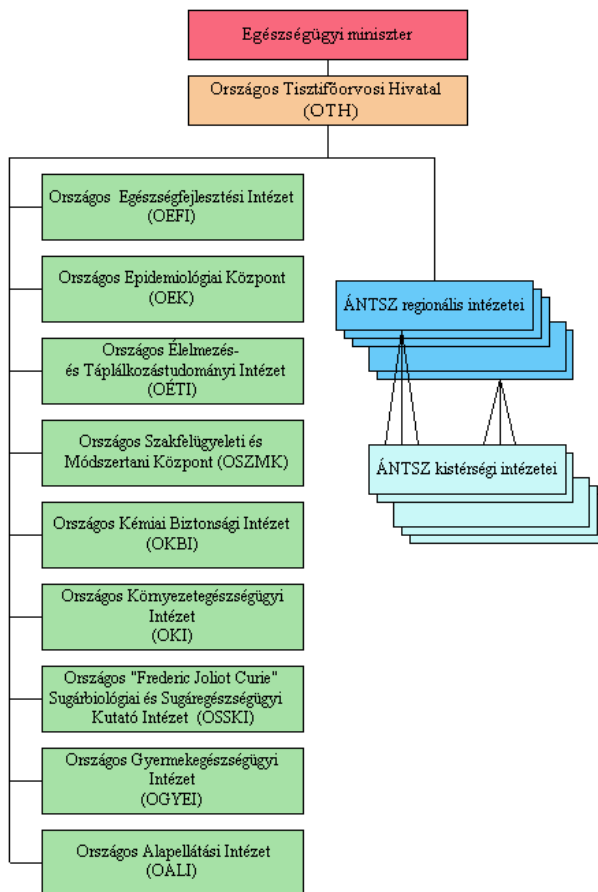 Egészségügyi miniszter
Országos Tisztifőorvosi Hivatal
(OTH)
Országos Egészségfejlesztési Intézet
(OEFI)
Országos Epidemiológiai Központ
(OEK)
Országos Élelmezés-
és Táplálkozástudományi Intézet
(OÉTI)
Országos Szakfelügyeleti és
Módszertani Központ (OSZMK)
Országos Kémiai Biztonsági Intézet
(OKBI)
Országos Környezetegészségügyi
Intézet
(OKI)
Országos "Frederic Joliot Curie"
Sugárbiológiai és Sugáregészségügyi
Kutató Intézet (OSSKI)
Országos Gyermekegészségügyi
Intézet
(OGYEI)
Országos Alapellátási Intézet
(OALI)
ÁNTSZ regionális intézetei
ÁNTSZ kistérségi intézetei